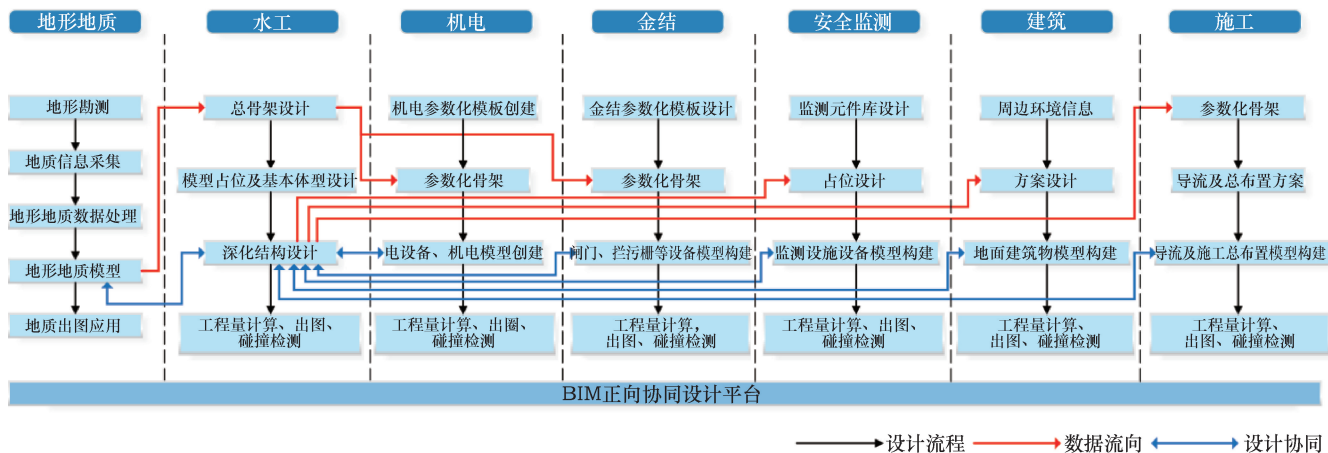 地形地质
水工
机电
金结
安全监测
建筑
施工
地形勘测
总骨架设计
机电参数化模板创建
金结参数化模板设计
监测元件库设计
周边环境信息
参数化骨架
地质信息采集
模型占位及基本体型设计
参数化骨架
参数化骨架
占位设计
方案设计
导流及总布置方案
地形地质数据处理
深化结构设计
电设备、机电模型创建
闸门、拦污栅等设备模型构建
监测设施设备模型构建
地面建筑物模型构建
导流及施工总布置模型构建
地形地质模型
地质出图应用
工程量计算、出图、
碰撞检测
工程量计算、出圈、
碰撞检测
工程量计算，
出图、碰撞检测
工程量计算、出图、
碰撞检测
工程量计算、
出图、碰撞检测
工程量计算、
出图、碰撞检测
BIM正向协同设计平台
设计流程
数据流向
设计协同